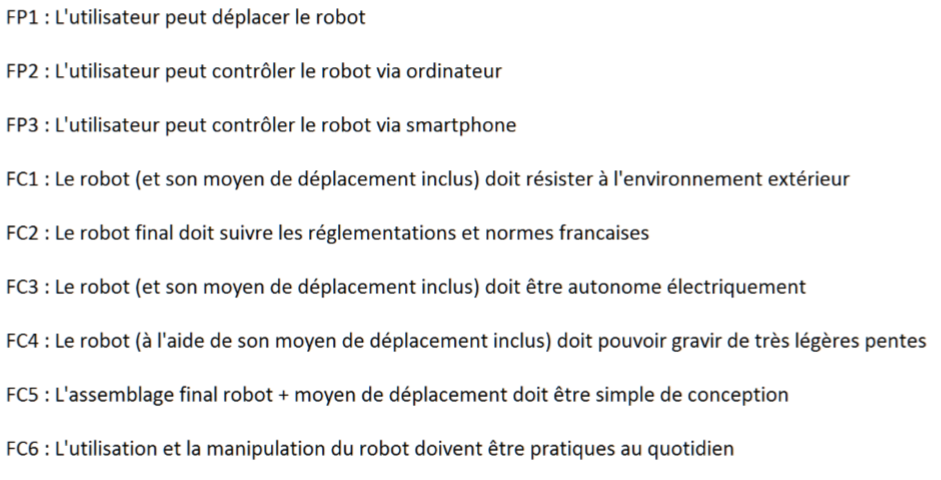 FP1 : L'utilisateur peut déplacer le robot
FP2 : L'utilisateur peut contrôler le robot via ordinateur
FP3 : L'utilisateur peut contrôler le robot via smartphone
FC1 : Le robot (et son moyen de déplacement inclus) doit résister à l'environnement extérieur
FC2 : Le robot final doit suivre les réglementations et normes francaises
FC3 : Le robot (et son moyen de déplacement inclus) doit être autonome électriquement
FC4 : Le robot (à l'aide de son moyen de déplacement inclus) doit pouvoir gravir de très légères pentes
FC5 : L'assemblage final robot + moyen de déplacement doit être simple de conception
FC6 : L'utilisation et la manipulation du robot doivent être pratiques au quotidien